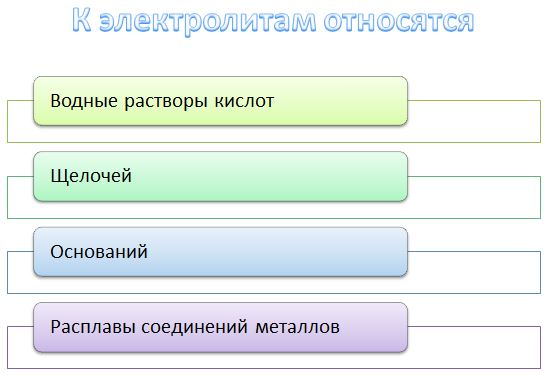 К электролитам относятся
Водные растворы кислот
Щелочей
Оснований
Расплавы соединений металлов